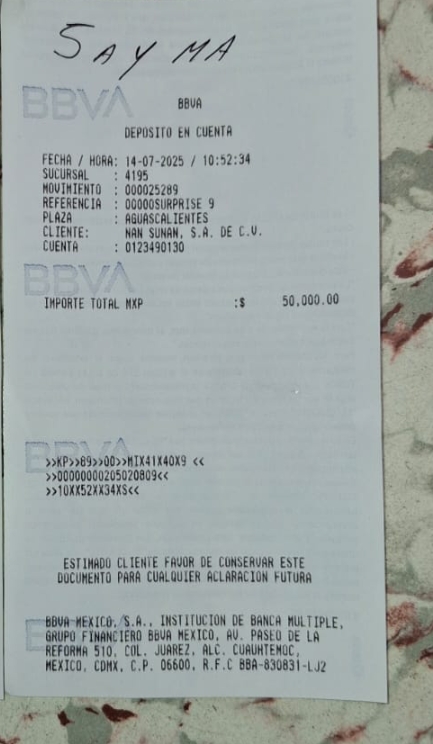 SAYMA
BBVA
BBVA
DEPOSITO EN CUENTA
FECHA / HORA: 14-07-2025 / 10:52:34
SUCURSAL : 4195
MOVIMIENTO : 000025289
REFERENCIA : 00000SURPRISE 9
PLAZA : AGUASCALIENTES
CLIENTE: NAN SUNAN, S.A. DE C.V.
CUENTA : 0123490130
BBVA
IMPORTE TOTAL MXP :$ 50,000.00
BBVA
>>KP>>89>>00>>MIX41X40X9 <<
>>00000000205020809<<
>>10XX52XX34XS<<
ESTIMADO CLIENTE FAVOR DE CONSERVAR ESTE
DOCUMENTO PARA CUALQUIER ACLARACION FUTURA
BBVA MEXICO, S.A., INSTITUCION DE BANCA MULTIPLE,
GRUPO FINANCIERO BBVA MEXICO, AV. PASEO DE LA
REFORMA 510, COL. JUAREZ, ALC. CUAUHTEMOC,
MEXICO, CDMX, C.P. 06600, R.F.C BBA-830831-LJ2